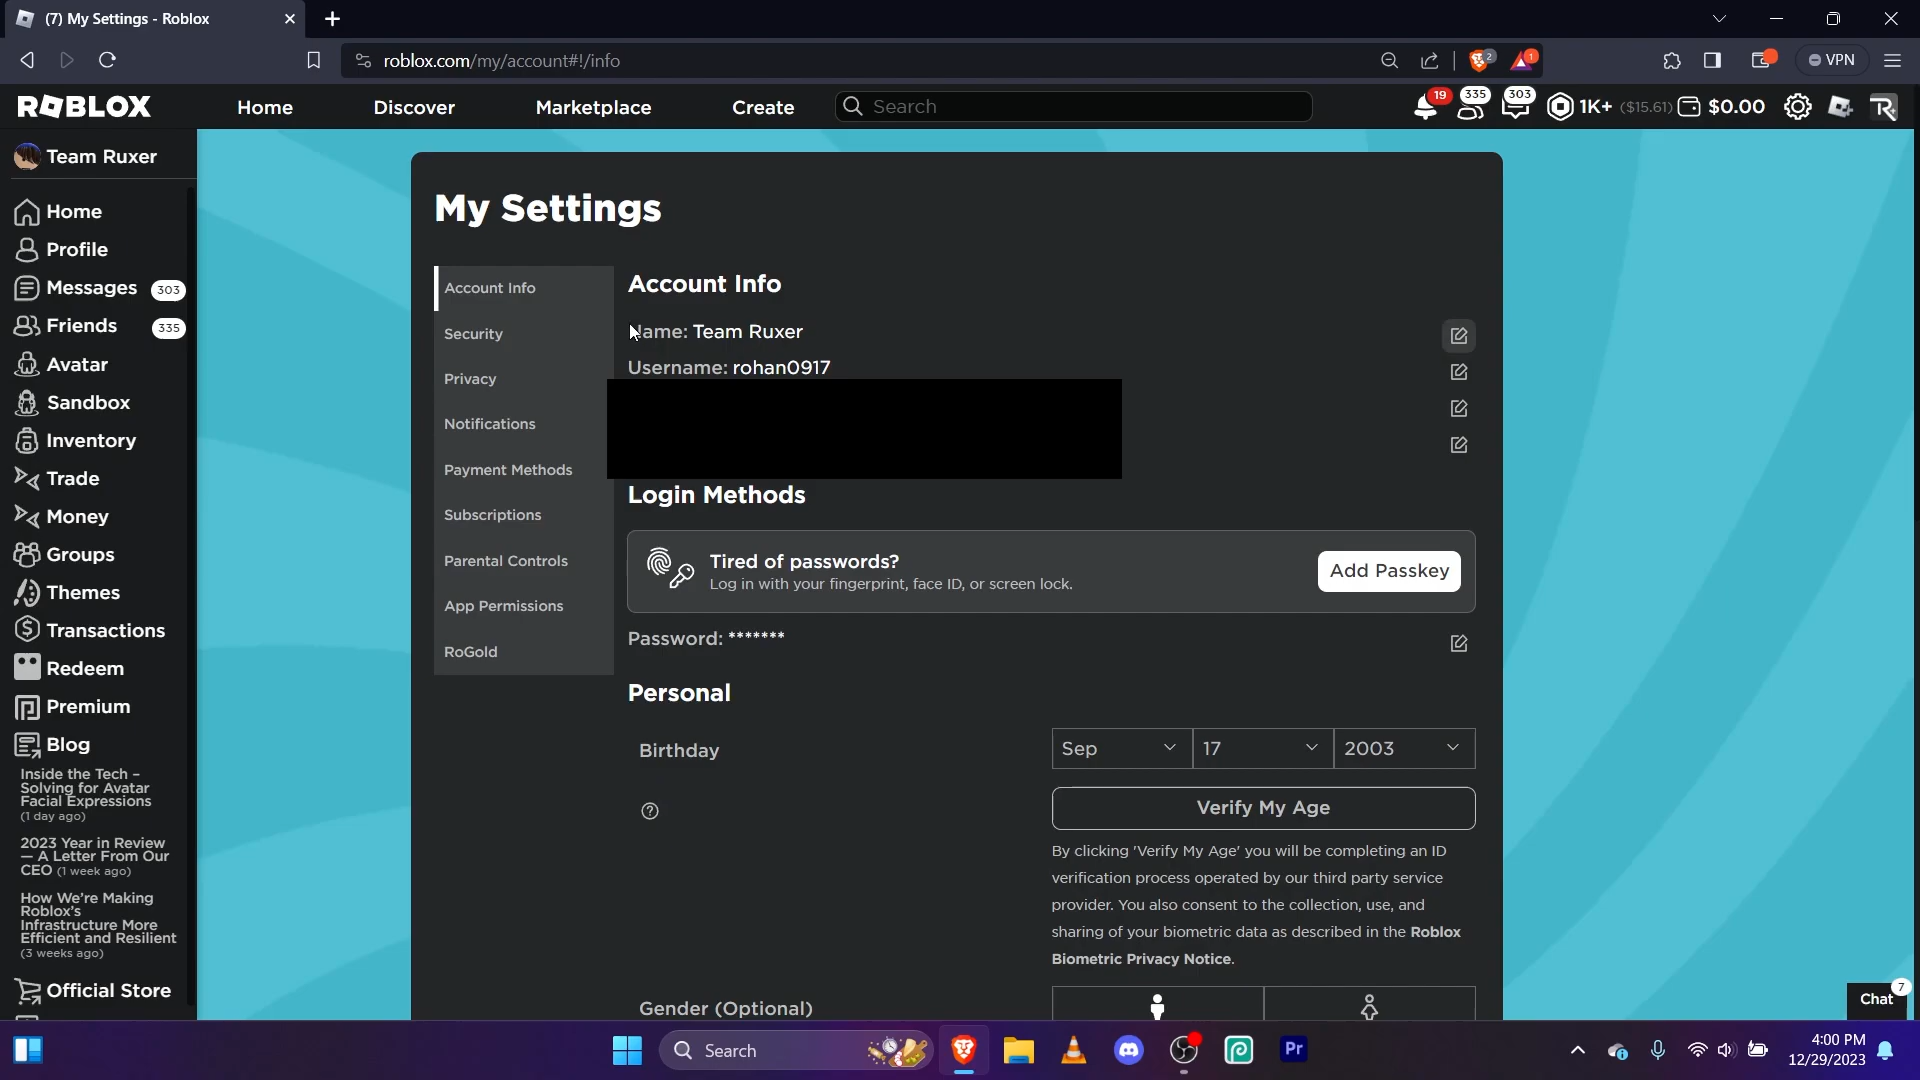 (7) My Settings - Roblox
roblox.com/my/account#!/info
2
1
VPN
ROBLOX
Home
Discover
Marketplace
Create
Search
19
335
303
1K+ ($15.61)
$0.00
Team Ruxer
Home
Profile
Messages 303
Friends 335
Avatar
Sandbox
Inventory
Trade
Money
Groups
Themes
Transactions
Redeem
Premium
Blog
Inside the Tech –
Solving for Avatar
Facial Expressions
(1 day ago)
2023 Year in Review
— A Letter From Our
CEO (1 week ago)
How We're Making
Roblox's
Infrastructure More
Efficient and Resilient
(3 weeks ago)
Official Store
My Settings
Account Info
Security
Privacy
Notifications
Payment Methods
Subscriptions
Parental Controls
App Permissions
RoGold
Account Info
Name: Team Ruxer
Username: rohan0917
Login Methods
Tired of passwords?
Log in with your fingerprint, face ID, or screen lock.
Add Passkey
Password: *******
Personal
Birthday
Sep
17
2003
Verify My Age
By clicking 'Verify My Age' you will be completing an ID
verification process operated by our third party service
provider. You also consent to the collection, use, and
sharing of your biometric data as described in the Roblox
Biometric Privacy Notice.
Gender (Optional)
Chat
7
Search
Pr
4:00 PM
12/29/2023